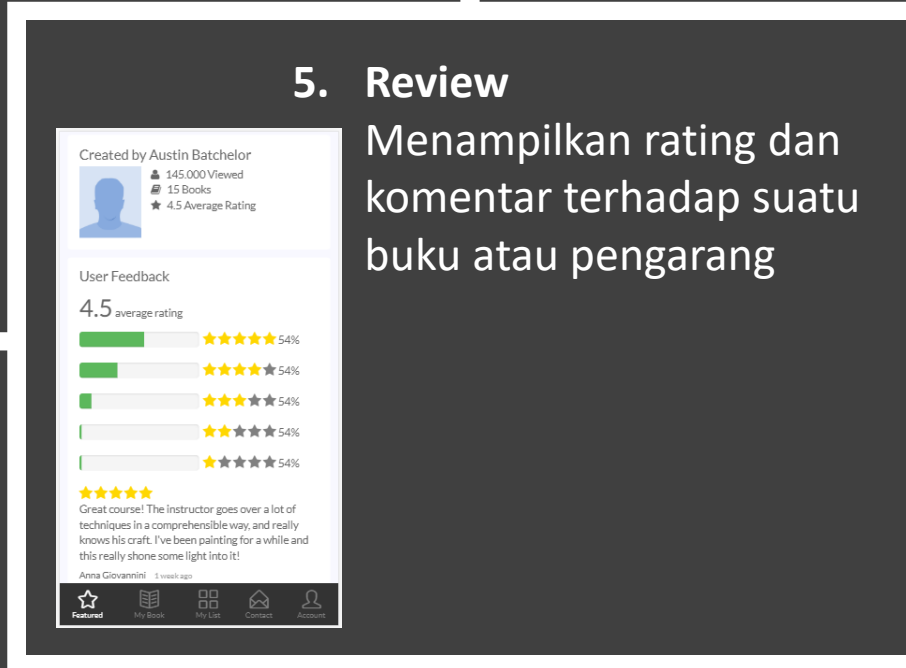 5. Review
Menampilkan rating dan
komentar terhadap suatu
buku atau pengarang
Created by Austin Batchelor
145.000 Viewed
15 Books
4.5 Average Rating
User Feedback
4.5 average rating
54%
54%
54%
54%
54%
Great course! The instructor goes over a lot of
techniques in a comprehensible way, and really
knows his craft. I've been painting for a while and
this really shone some light into it!
Anna Giovannini 1 week ago
Featured My Book My List Contact Account